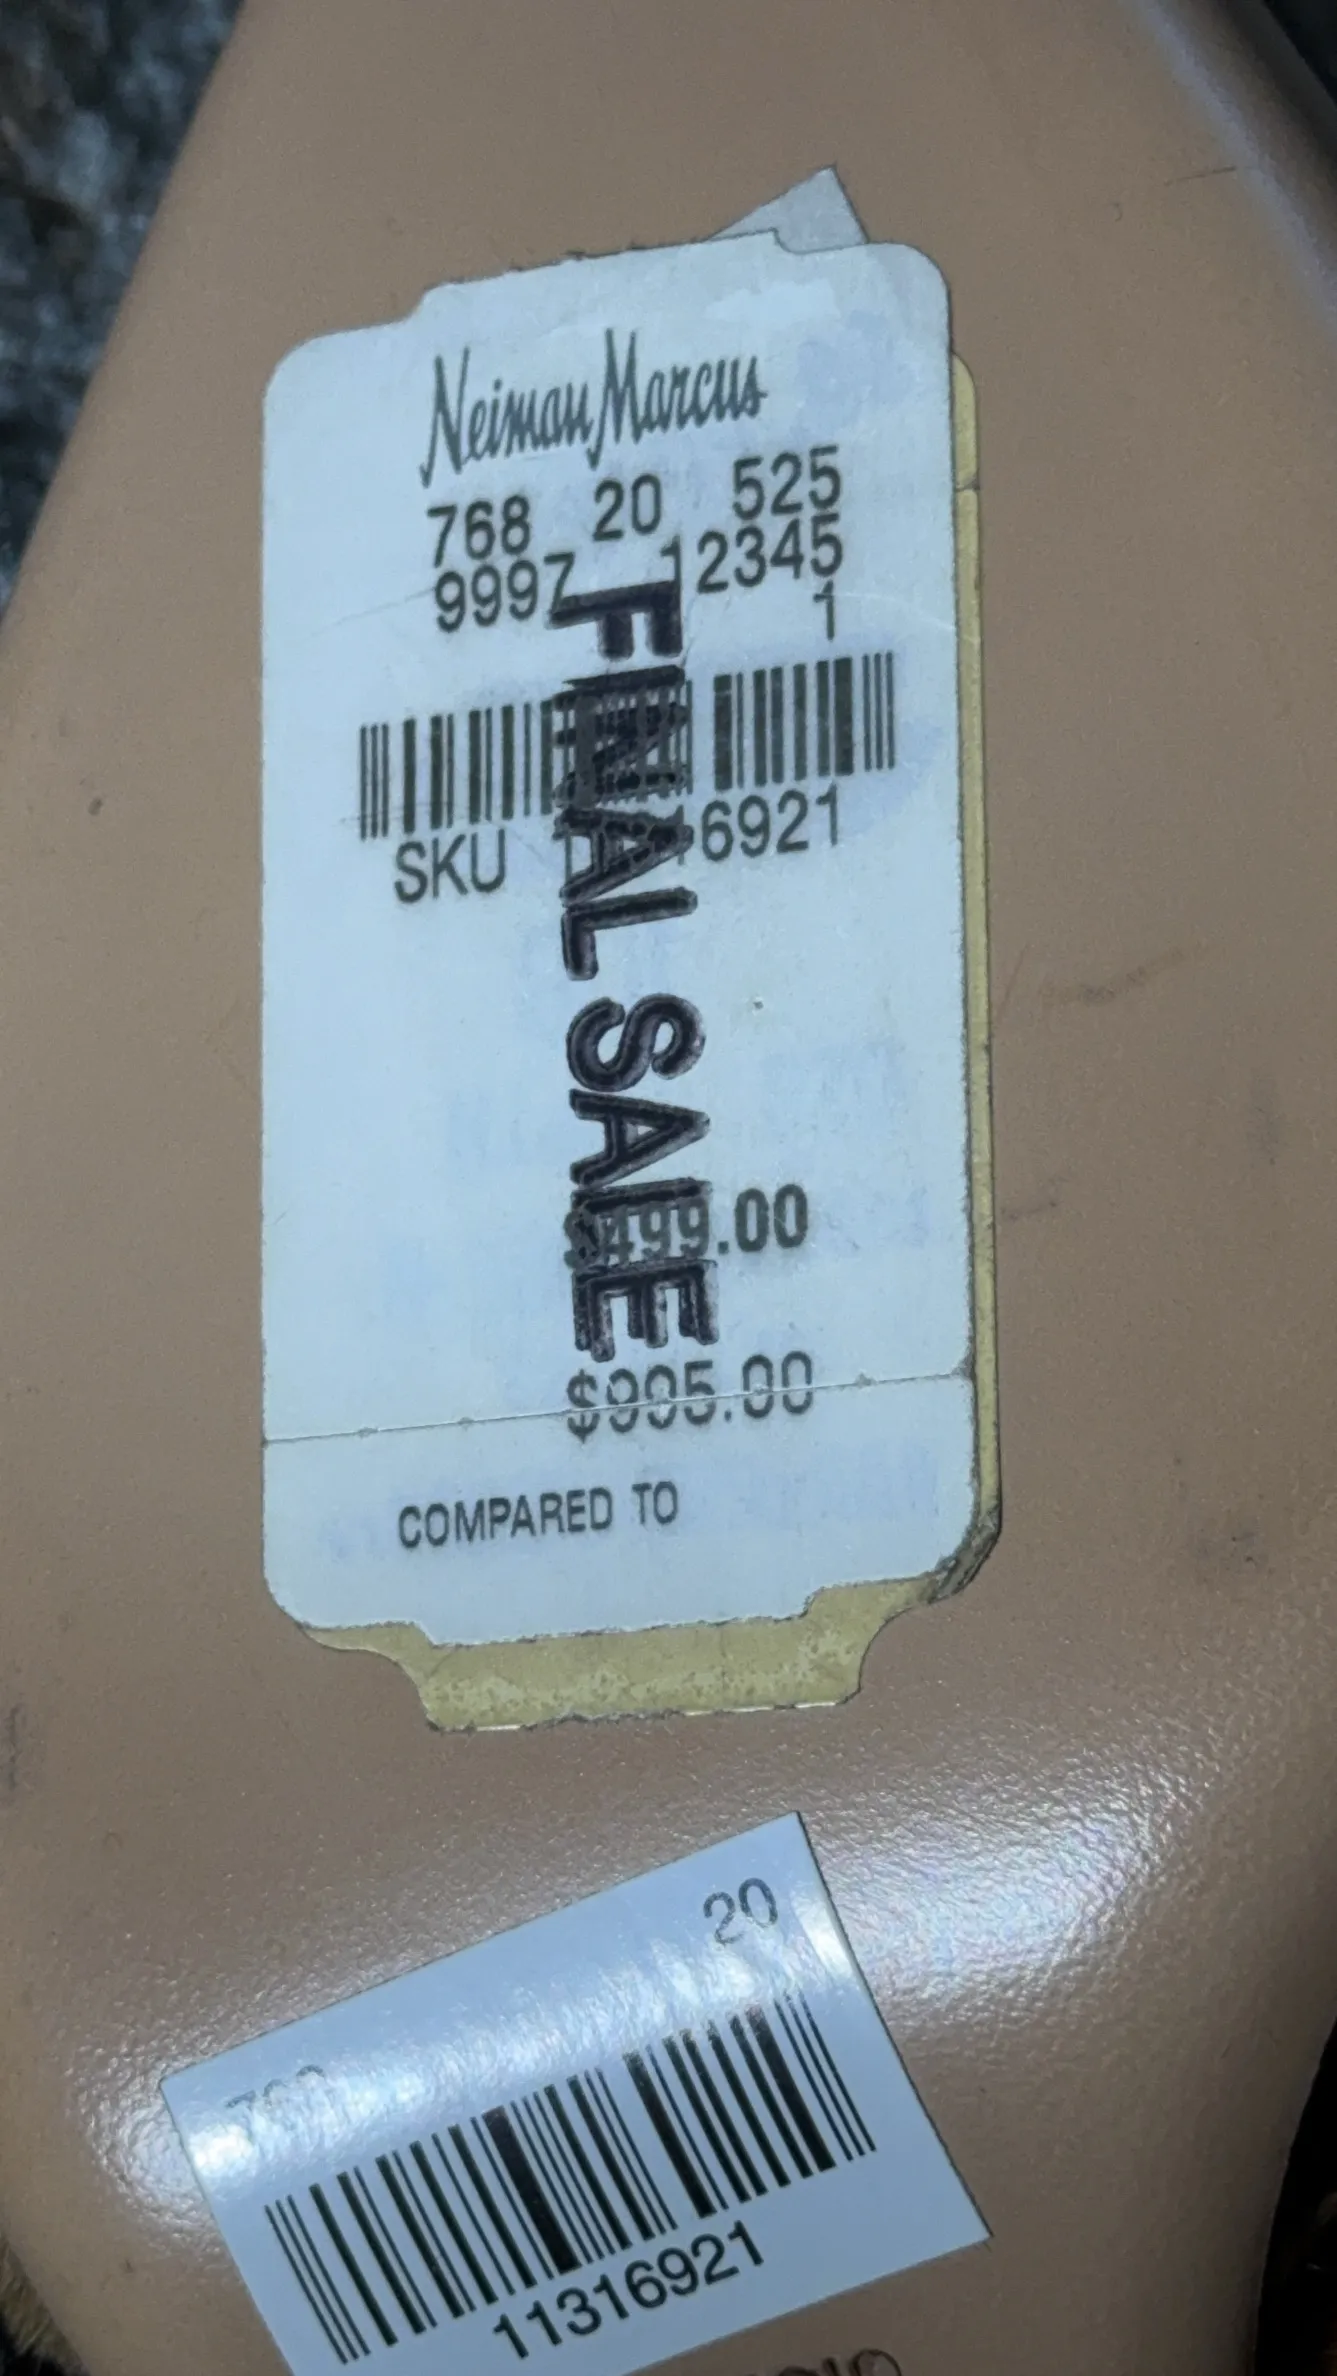 Neiman Marcus
768 20 525
9997 12345
1
SKU 11316921
FINAL SALE
$499.00
$995.00
COMPARED TO
20
11316921